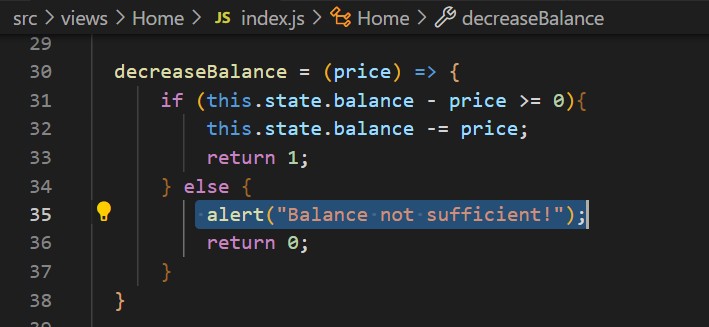 src > views > Home > JS index.js > Home > decreaseBalance
29
30 decreaseBalance = (price) => {
31 if (this.state.balance - price >= 0){
32 this.state.balance -= price;
33 return 1;
34 } else {
35 alert("Balance not sufficient!");
36 return 0;
37 }
38 }
39